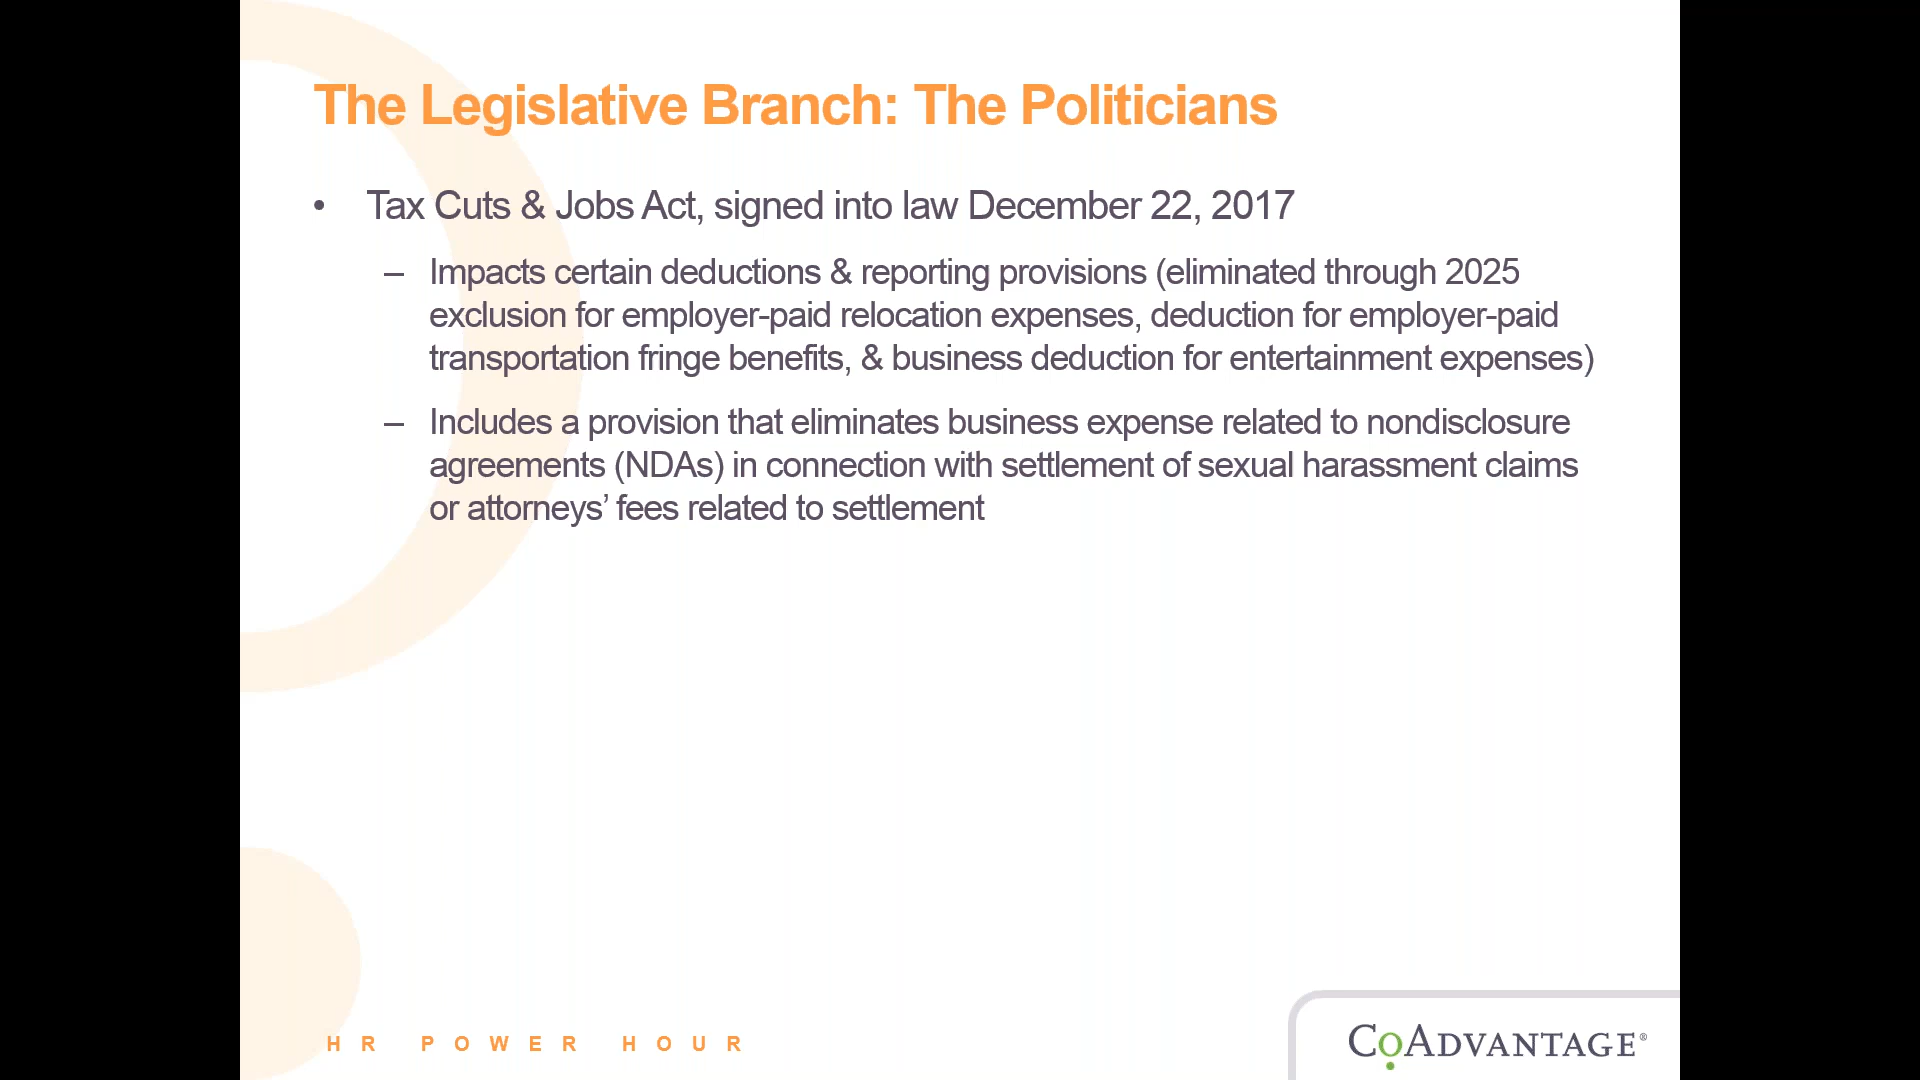 The Legislative Branch: The Politicians
• Tax Cuts & Jobs Act, signed into law December 22, 2017
– Impacts certain deductions & reporting provisions (eliminated through 2025
exclusion for employer-paid relocation expenses, deduction for employer-paid
transportation fringe benefits, & business deduction for entertainment expenses)
– Includes a provision that eliminates business expense related to nondisclosure
agreements (NDAs) in connection with settlement of sexual harassment claims
or attorneys’ fees related to settlement
HR POWER HOUR
CoAdvantage®